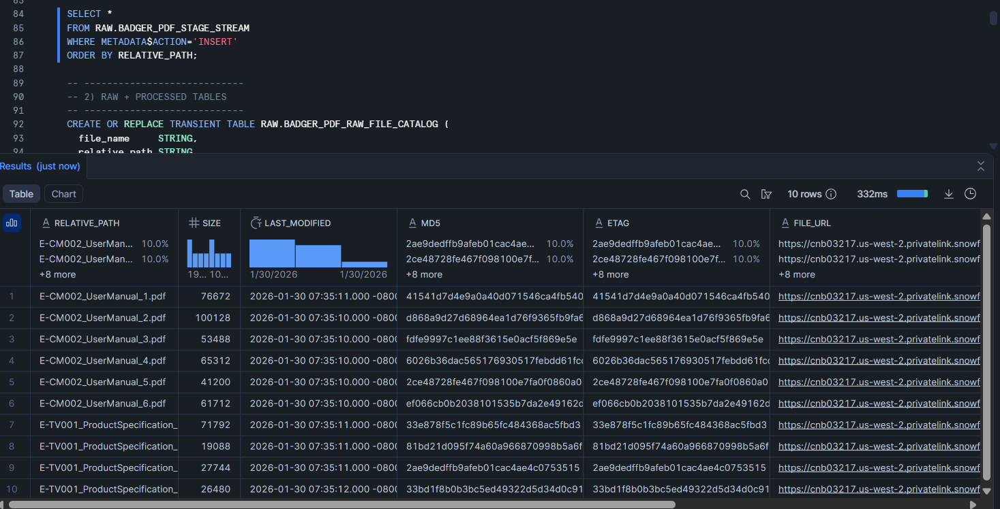 83
84 SELECT *
85 FROM RAW.BADGER_PDF_STAGE_STREAM
86 WHERE METADATA$ACTION='INSERT'
87 ORDER BY RELATIVE_PATH;
88
89 -- ----------------------------
90 -- 2) RAW + PROCESSED TABLES
91 -- ----------------------------
92 CREATE OR REPLACE TRANSIENT TABLE RAW.BADGER_PDF_RAW_FILE_CATALOG (
93 file_name STRING,
94 relative_path STRING
Results (just now)
Table Chart 10 rows 332ms
RELATIVE_PATH SIZE LAST_MODIFIED MD5 ETAG FILE_URL
E-CM002_UserMan... 10.0% 2ae9dedffb9afeb01cac4ae... 10.0% 2ae9dedffb9afeb01cac4ae... 10.0% https://cnb03217.us-west-2.privatelink.snowf
E-CM002_UserMan... 10.0% 2ce48728fe467f098100e7f... 10.0% 2ce48728fe467f098100e7f... 10.0% https://cnb03217.us-west-2.privatelink.snowf
+8 more 19... 10... 1/30/2026 1/30/2026 +8 more +8 more +8 more
1 E-CM002_UserManual_1.pdf 76672 2026-01-30 07:35:11.000 -080 41541d7d4e9a0a40d071546ca4fb540 41541d7d4e9a0a40d071546ca4fb540 https://cnb03217.us-west-2.privatelink.snowf
2 E-CM002_UserManual_2.pdf 100128 2026-01-30 07:35:10.000 -080 d868a9d27d68964ea1d76f9365fb9fa6 d868a9d27d68964ea1d76f9365fb9fa6 https://cnb03217.us-west-2.privatelink.snowf
3 E-CM002_UserManual_3.pdf 53488 2026-01-30 07:35:10.000 -080 fdfe9997c1ee88f3615e0acf5f869e5e fdfe9997c1ee88f3615e0acf5f869e5e https://cnb03217.us-west-2.privatelink.snowf
4 E-CM002_UserManual_4.pdf 65312 2026-01-30 07:35:10.000 -080 6026b36dac565176930517febdd61fc 6026b36dac565176930517febdd61fc https://cnb03217.us-west-2.privatelink.snowf
5 E-CM002_UserManual_5.pdf 41200 2026-01-30 07:35:10.000 -080 2ce48728fe467f098100e7fa0f0860a0 2ce48728fe467f098100e7fa0f0860a0 https://cnb03217.us-west-2.privatelink.snowf
6 E-CM002_UserManual_6.pdf 61712 2026-01-30 07:35:10.000 -080 ef066cb0b2038101535b7da2e49162d ef066cb0b2038101535b7da2e49162d https://cnb03217.us-west-2.privatelink.snowf
7 E-TV001_ProductSpecification_ 71792 2026-01-30 07:35:11.000 -080 33e878f5c1fc89b65fc484368ac5fbd3 33e878f5c1fc89b65fc484368ac5fbd3 https://cnb03217.us-west-2.privatelink.snowf
8 E-TV001_ProductSpecification_ 19088 2026-01-30 07:35:11.000 -080 81bd21d095f74a60a966870998b5a6f 81bd21d095f74a60a966870998b5a6f https://cnb03217.us-west-2.privatelink.snowf
9 E-TV001_ProductSpecification_ 27744 2026-01-30 07:35:11.000 -080 2ae9dedffb9afeb01cac4ae4c0753515 2ae9dedffb9afeb01cac4ae4c0753515 https://cnb03217.us-west-2.privatelink.snowf
10 E-TV001_ProductSpecification_ 26480 2026-01-30 07:35:12.000 -080 33bd1f8b0b3bc5ed49322d5d34d0c91 33bd1f8b0b3bc5ed49322d5d34d0c91 https://cnb03217.us-west-2.privatelink.snowf